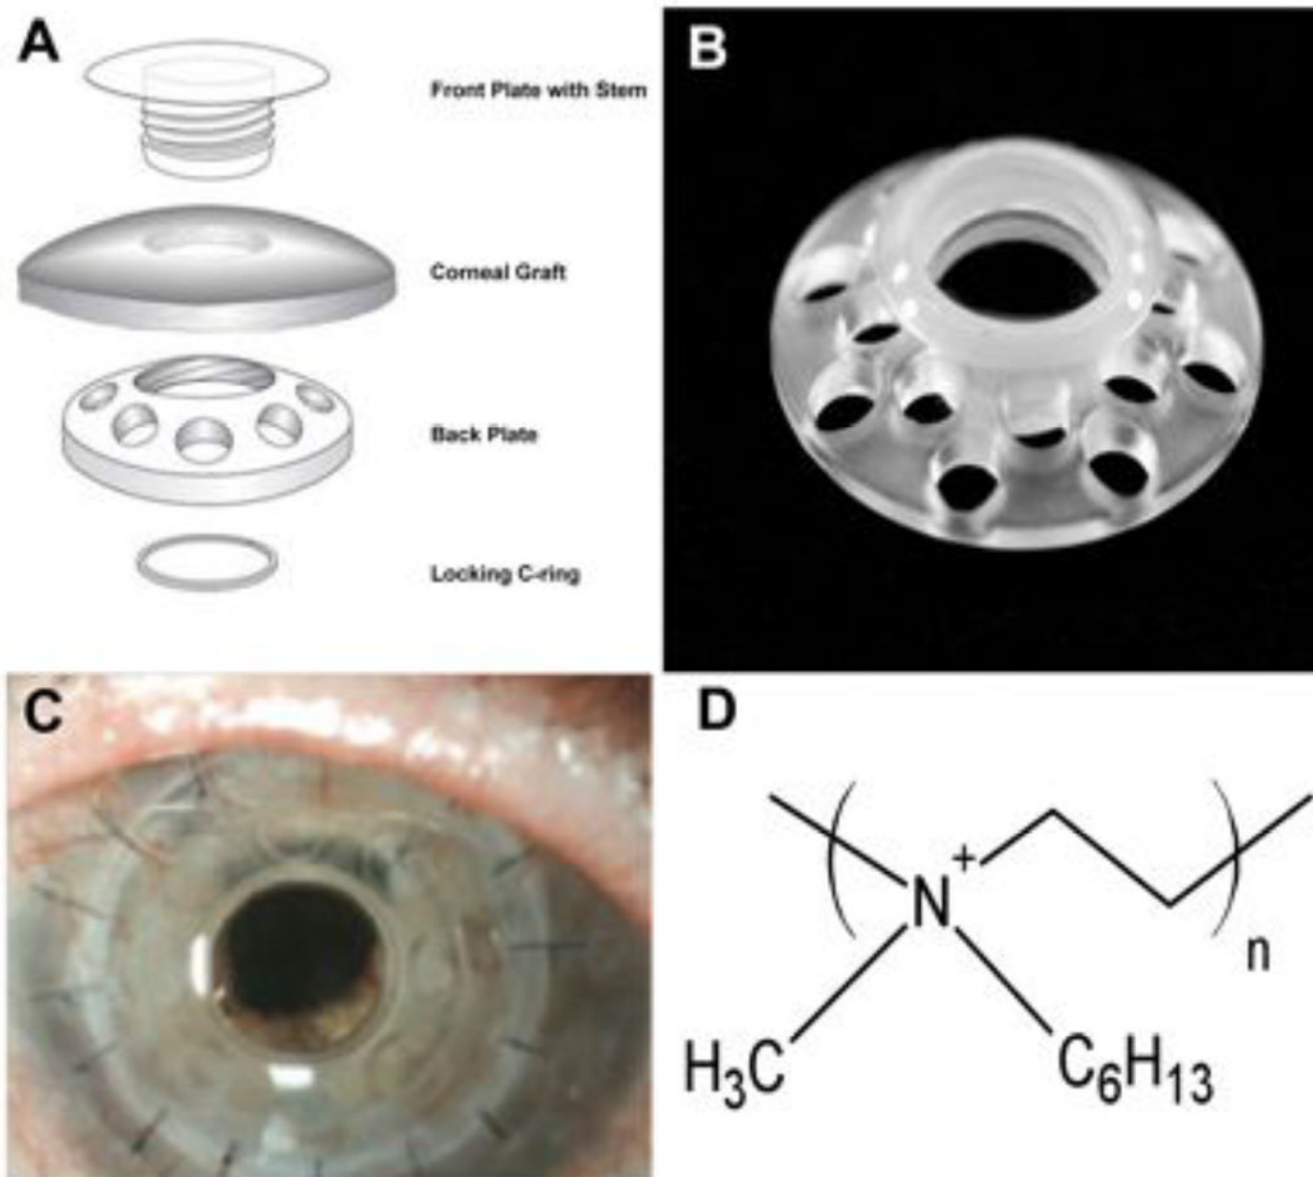 A
Front Plate with Stem
Corneal Graft
Back Plate
Locking C-ring
B
C
D
+
N
n
H3C
C6H13